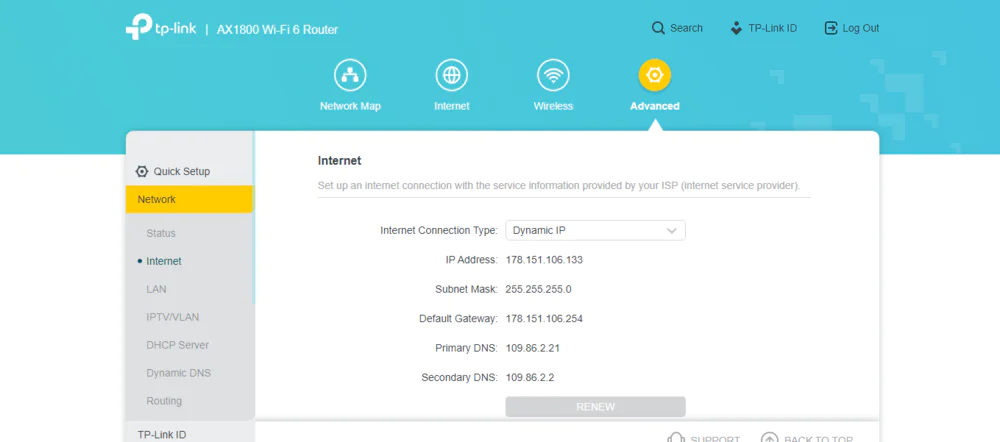 tp-link | AX1800 Wi-Fi 6 Router
Search
TP-Link ID
Log Out
Network Map
Internet
Wireless
Advanced
Quick Setup
Network
Status
Internet
LAN
IPTV/VLAN
DHCP Server
Dynamic DNS
Routing
TP-Link ID
Internet
Set up an internet connection with the service information provided by your ISP (internet service provider).
Internet Connection Type: Dynamic IP
IP Address: 178.151.106.133
Subnet Mask: 255.255.255.0
Default Gateway: 178.151.106.254
Primary DNS: 109.86.2.21
Secondary DNS: 109.86.2.2
RENEW
SUPPORT
BACK TO TOP